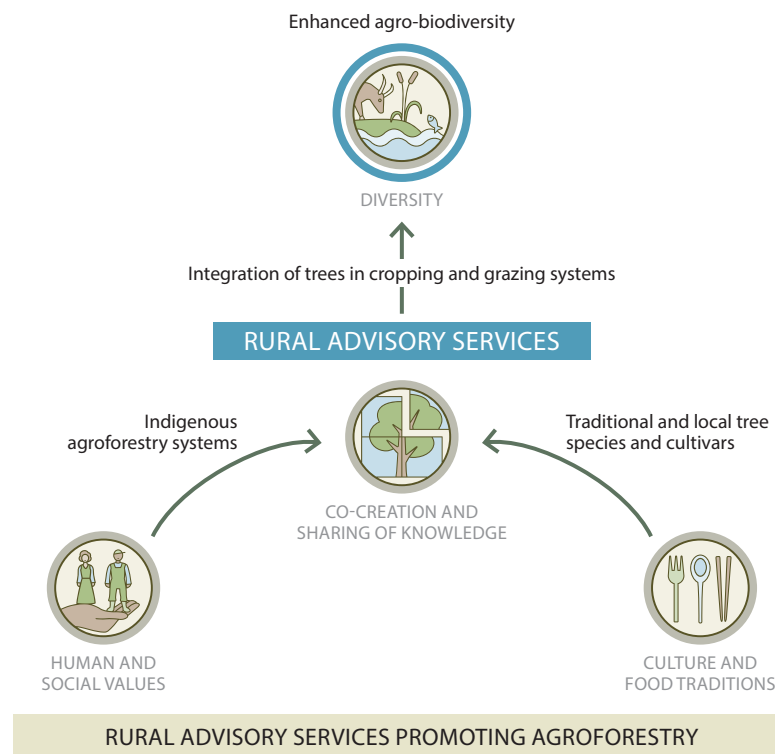 Enhanced agro-biodiversity
DIVERSITY
Integration of trees in cropping and grazing systems
RURAL ADVISORY SERVICES
Indigenous
agroforestry systems
Traditional and local tree
species and cultivars
CO-CREATION AND
SHARING OF KNOWLEDGE
HUMAN AND
SOCIAL VALUES
CULTURE AND
FOOD TRADITIONS
RURAL ADVISORY SERVICES PROMOTING AGROFORESTRY